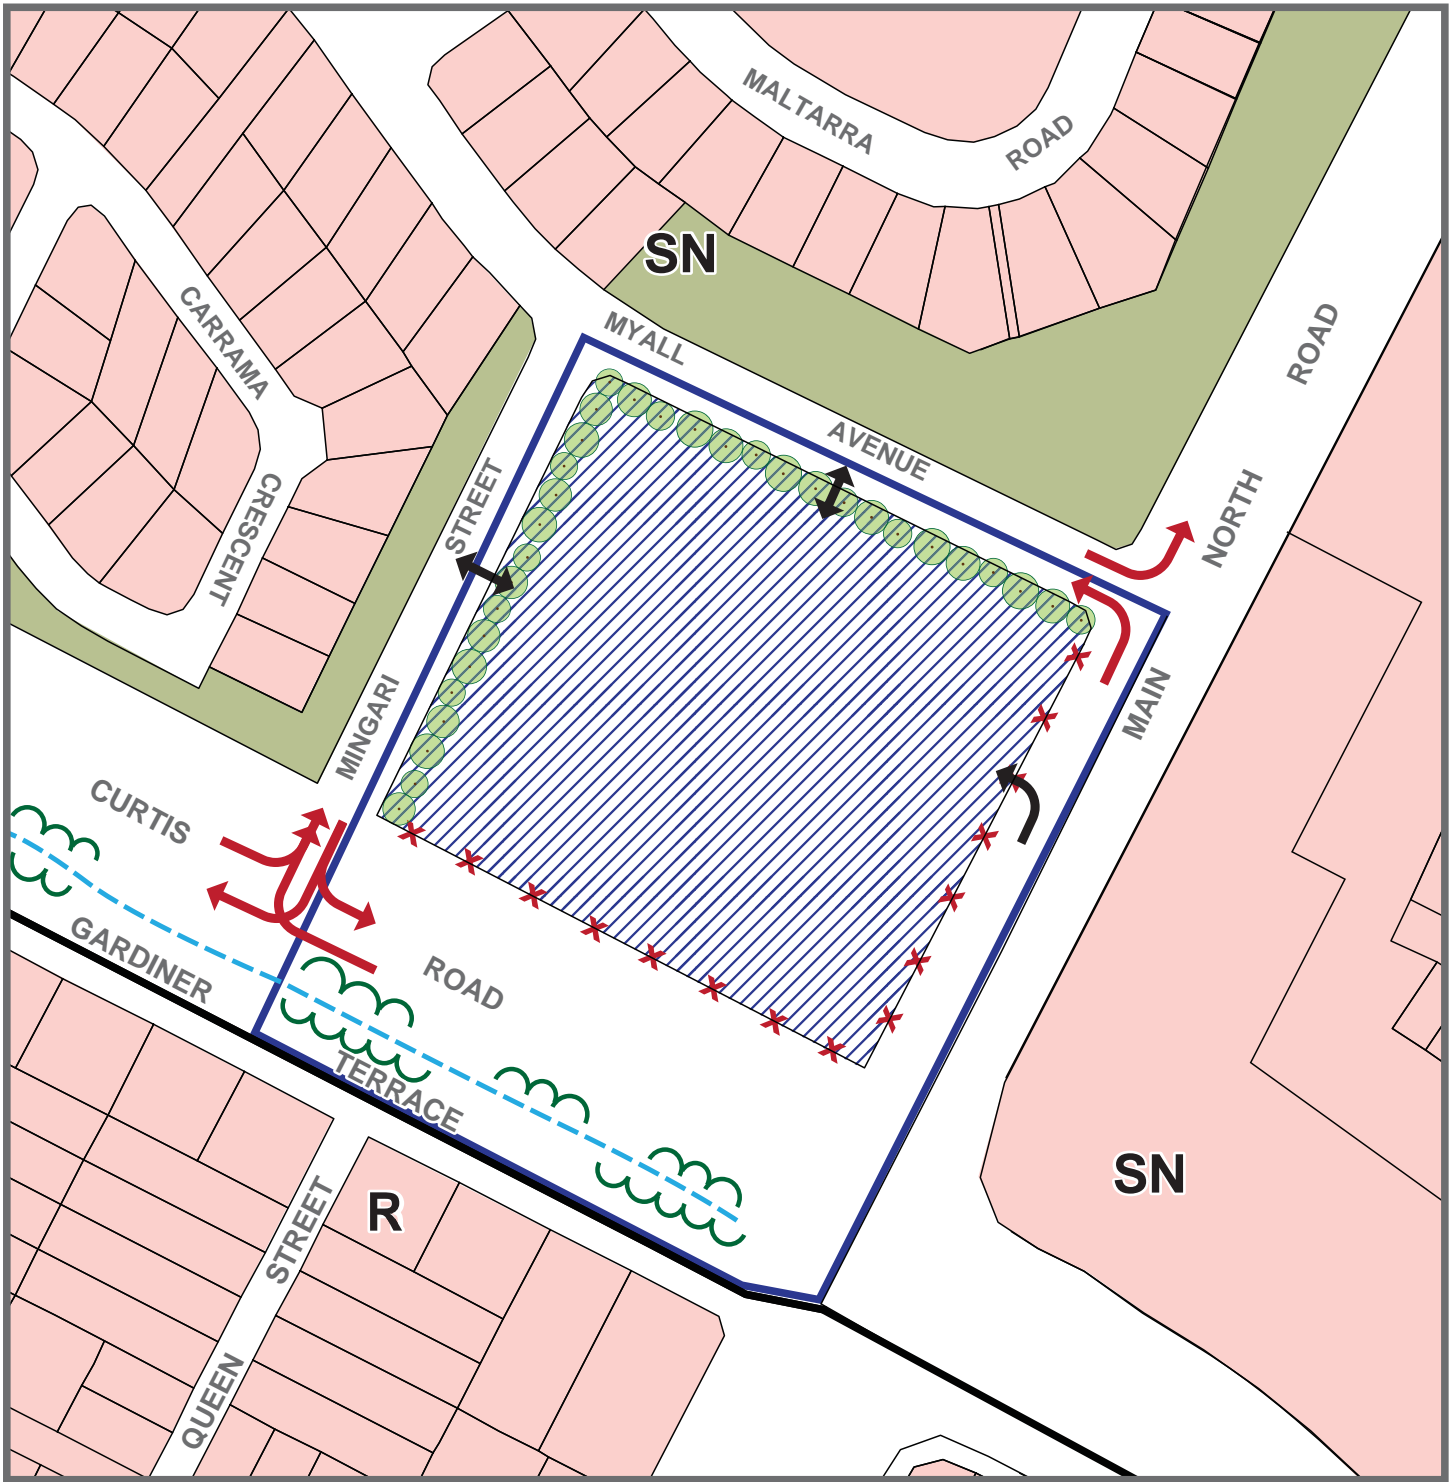 MALTARRA
ROAD
SN
CARRAMA
MYALL
ROAD
AVENUE
CRESCENT
STREET
NORTH
MINGARI
MAIN
CURTIS
GARDINER
ROAD
TERRACE
SN
R
STREET
QUEEN